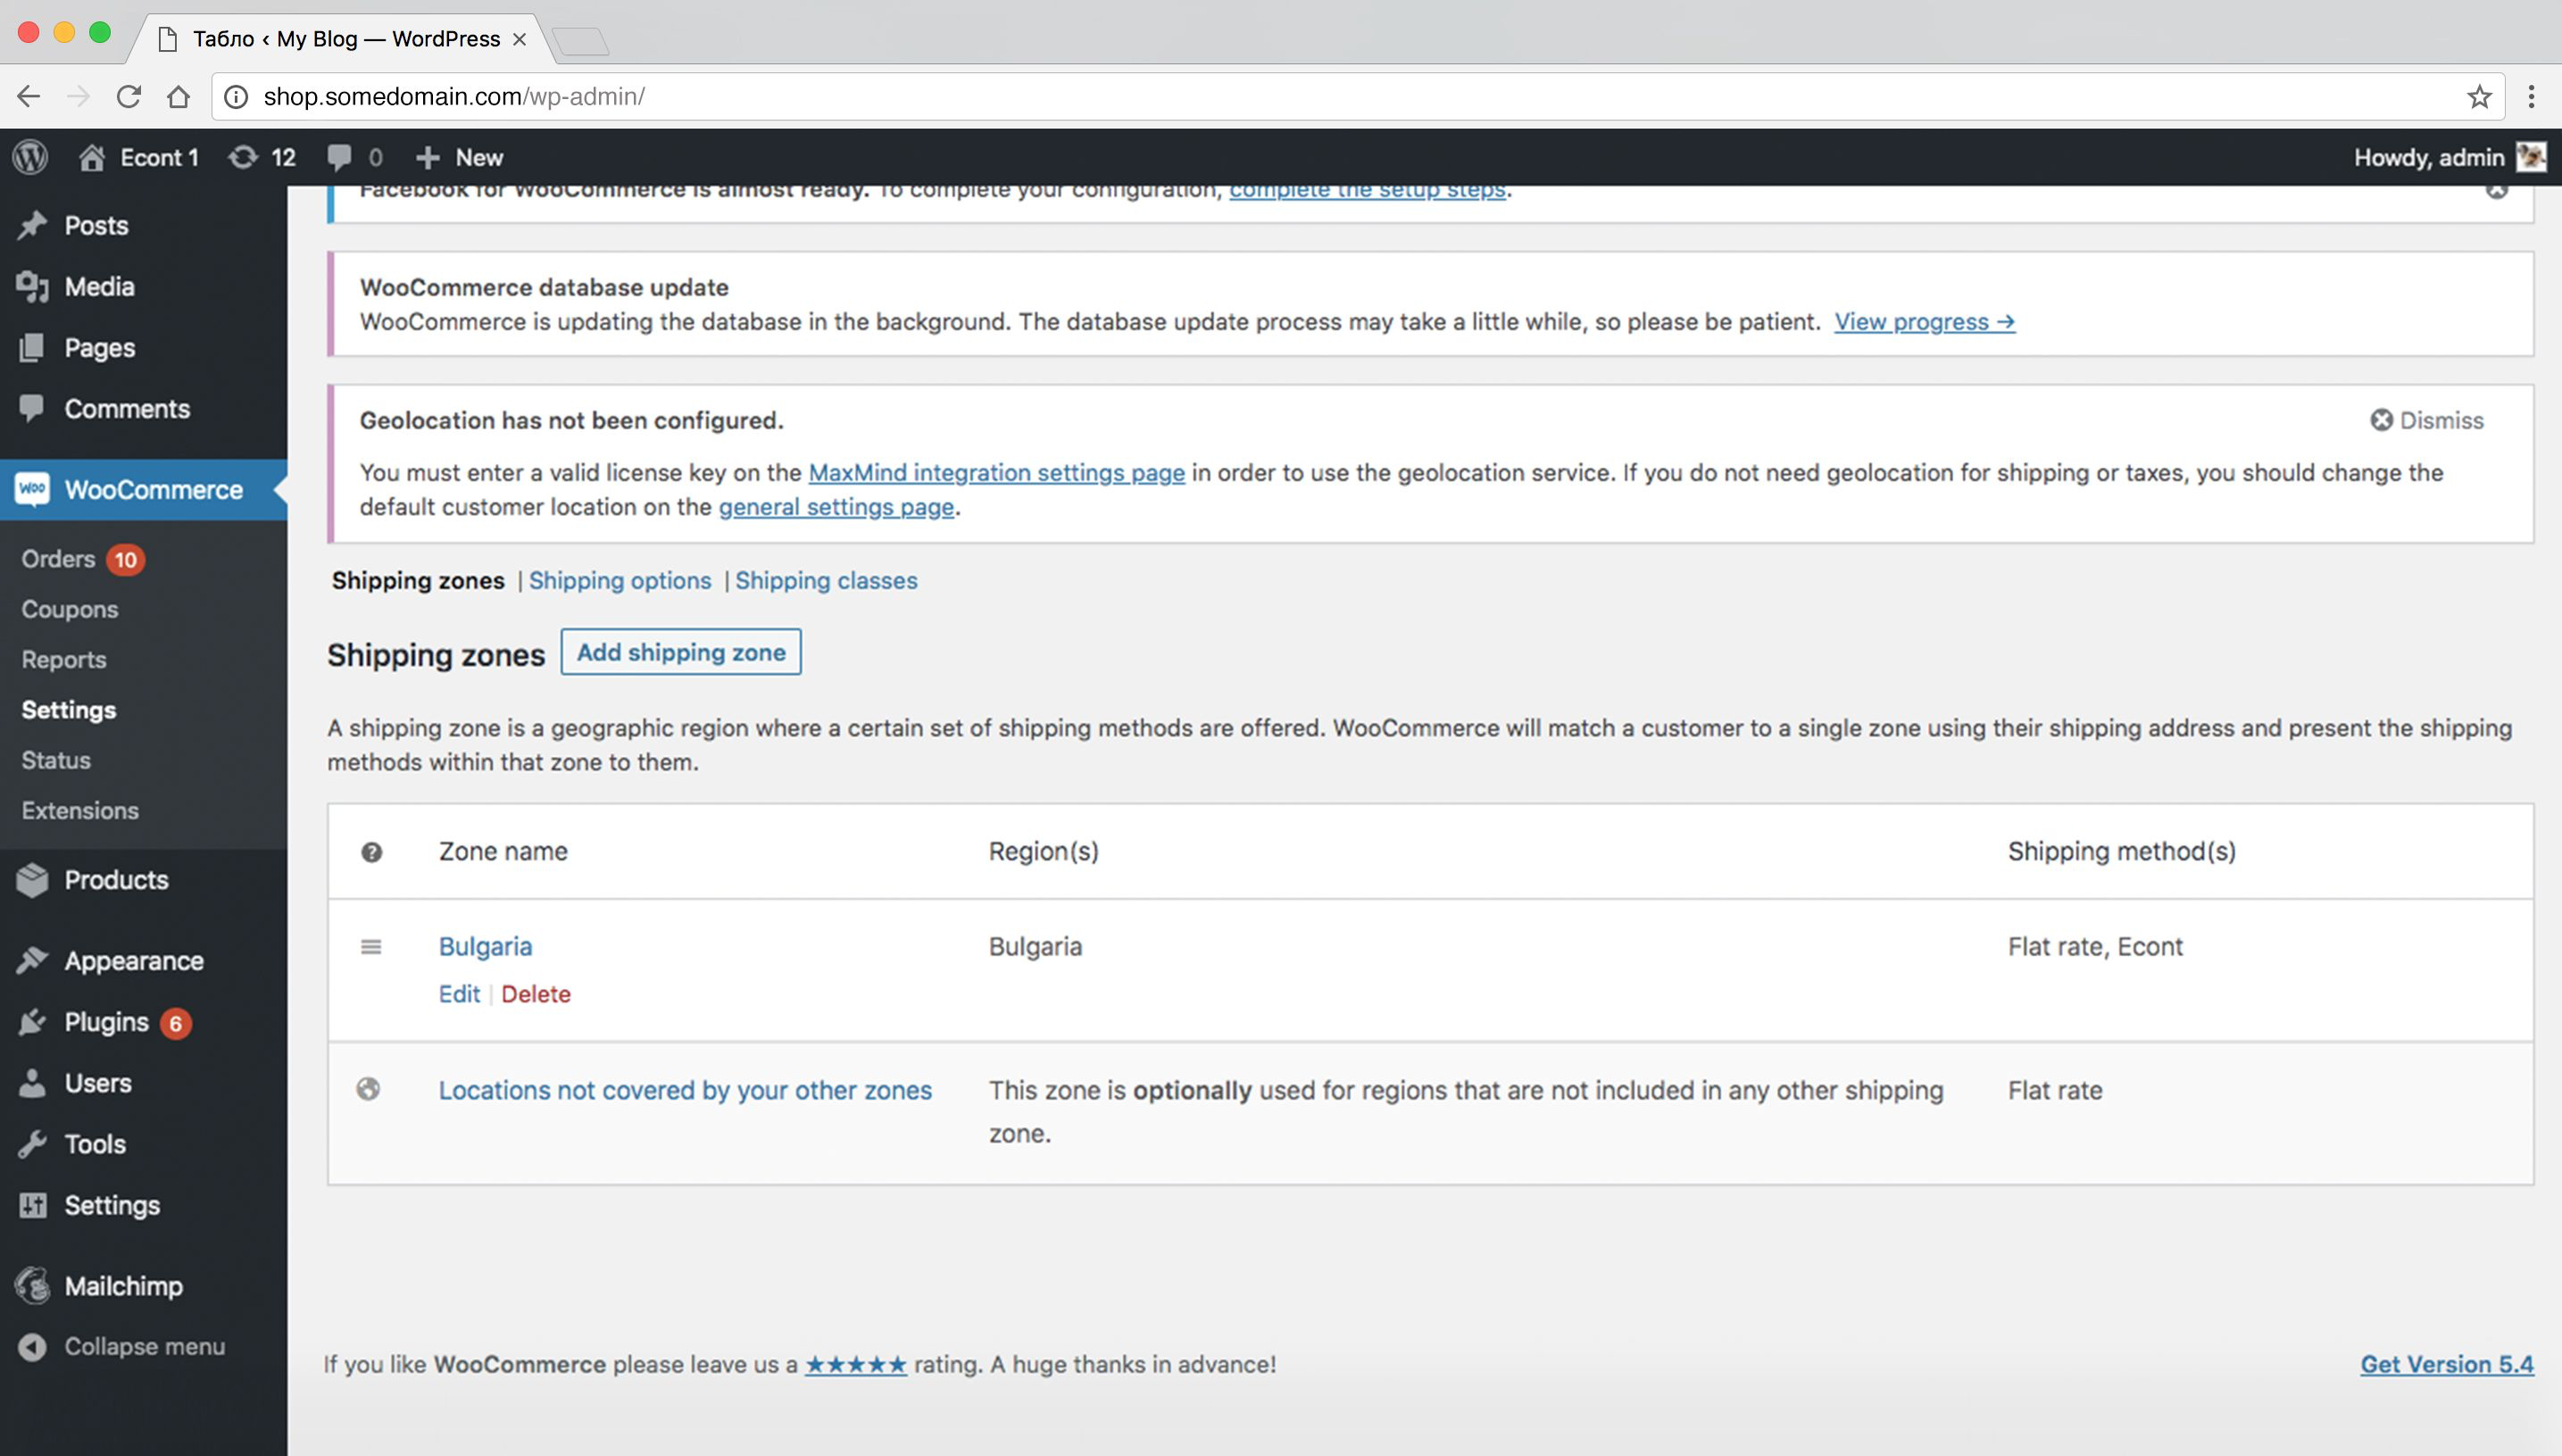 Табло ‹ My Blog — WordPress
shop.somedomain.com/wp-admin/
Econt 1 12 0 New Howdy, admin
Posts
Media
Pages
Comments
Woo WooCommerce
Orders 10
Coupons
Reports
Settings
Status
Extensions
Products
Appearance
Plugins 6
Users
Tools
Settings
Mailchimp
Collapse menu
Facebook for WooCommerce is almost ready. To complete your configuration, complete the setup steps.
WooCommerce database update
WooCommerce is updating the database in the background. The database update process may take a little while, so please be patient. View progress →
Geolocation has not been configured. Dismiss
You must enter a valid license key on the MaxMind integration settings page in order to use the geolocation service. If you do not need geolocation for shipping or taxes, you should change the
default customer location on the general settings page.
Shipping zones | Shipping options | Shipping classes
Shipping zones Add shipping zone
A shipping zone is a geographic region where a certain set of shipping methods are offered. WooCommerce will match a customer to a single zone using their shipping address and present the shipping
methods within that zone to them.
Zone name Region(s) Shipping method(s)
Bulgaria Bulgaria Flat rate, Econt
Edit | Delete
Locations not covered by your other zones This zone is optionally used for regions that are not included in any other shipping Flat rate
zone.
If you like WooCommerce please leave us a ★★★★★ rating. A huge thanks in advance! Get Version 5.4